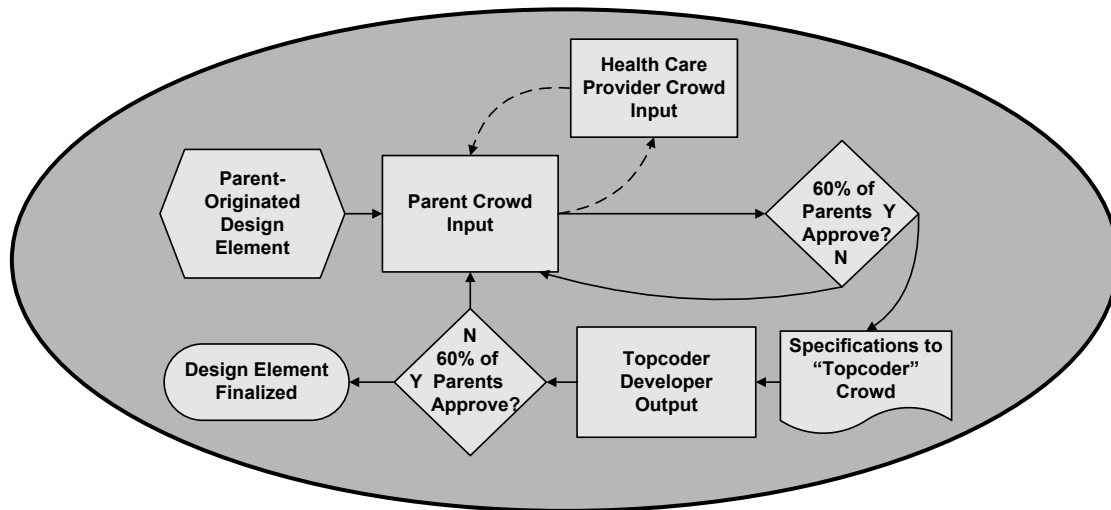 Health Care
Provider Crowd
Input
Parent-
Originated
Design
Element
Parent Crowd
Input
60% of
Parents Y
Approve?
N
Specifications to
“Topcoder”
Crowd
Topcoder
Developer
Output
N
60% of
Y Parents
Approve?
Design Element
Finalized